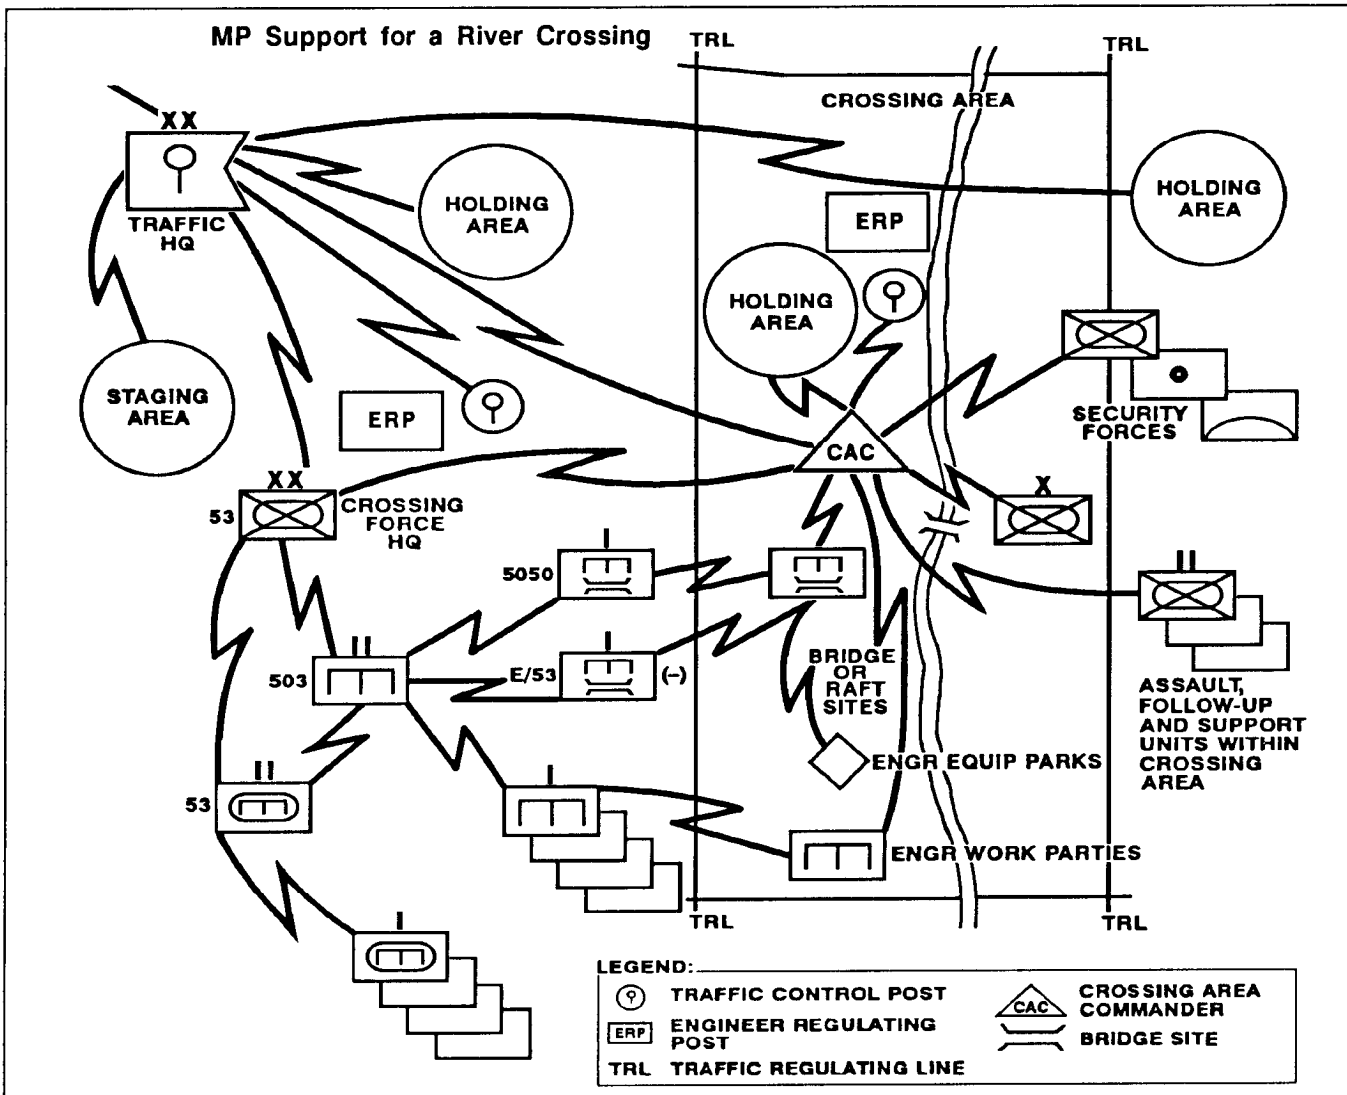 MP Support for a River Crossing
TRL
TRL
CROSSING AREA
XX
TRAFFIC
HQ
HOLDING
AREA
HOLDING
AREA
ERP
HOLDING
AREA
STAGING
AREA
ERP
SECURITY
FORCES
CAC
XX
53
CROSSING
FORCE
HQ
X
I
5050
II
I
E/53
(–)
II
503
BRIDGE
OR
RAFT
SITES
ASSAULT,
FOLLOW-UP
AND SUPPORT
UNITS WITHIN
CROSSING
AREA
ENGR EQUIP PARKS
II
53
I
ENGR WORK PARTIES
I
TRL
TRL
LEGEND:
TRAFFIC CONTROL POST
ERP
ENGINEER REGULATING
POST
TRL TRAFFIC REGULATING LINE
CAC
CROSSING AREA
COMMANDER
BRIDGE SITE